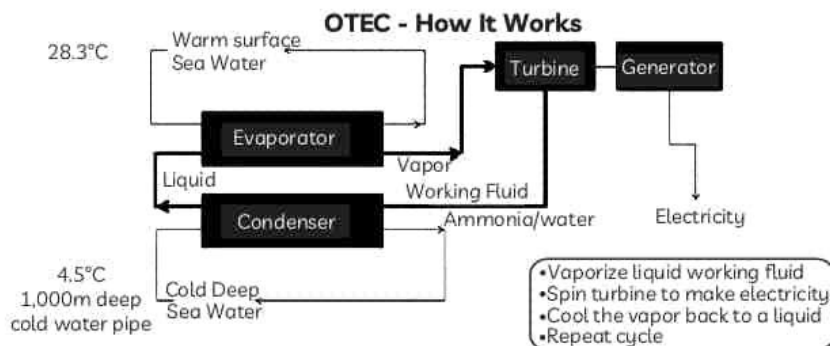 OTEC - How It Works
28.3°C
Warm surface
Sea Water
Turbine
Generator
Evaporator
Vapor
Liquid
Working Fluid
Condenser
Ammonia/water
Electricity
4.5°C
1,000m deep
cold water pipe
Cold Deep
Sea Water
•Vaporize liquid working fluid
•Spin turbine to make electricity
•Cool the vapor back to a liquid
•Repeat cycle